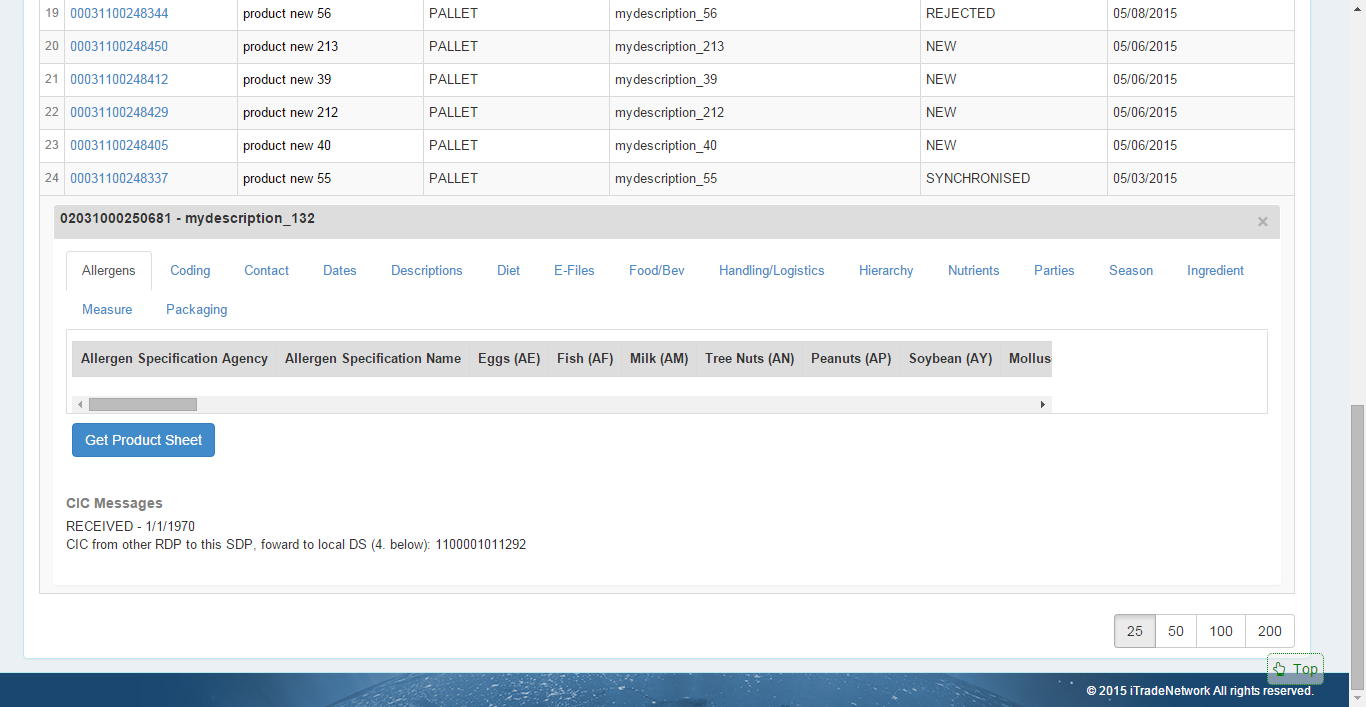 19 00031100248344 product new 56 PALLET mydescription_56 REJECTED 05/08/2015
20 00031100248450 product new 213 PALLET mydescription_213 NEW 05/06/2015
21 00031100248412 product new 39 PALLET mydescription_39 NEW 05/06/2015
22 00031100248429 product new 212 PALLET mydescription_212 NEW 05/06/2015
23 00031100248405 product new 40 PALLET mydescription_40 NEW 05/06/2015
24 00031100248337 product new 55 PALLET mydescription_55 SYNCHRONISED 05/03/2015
02031000250681 - mydescription_132 ×
Allergens Coding Contact Dates Descriptions Diet E-Files Food/Bev Handling/Logistics Hierarchy Nutrients Parties Season Ingredient
Measure Packaging
Allergen Specification Agency Allergen Specification Name Eggs (AE) Fish (AF) Milk (AM) Tree Nuts (AN) Peanuts (AP) Soybean (AY) Mollus
Get Product Sheet
CIC Messages
RECEIVED - 1/1/1970
CIC from other RDP to this SDP, foward to local DS (4. below): 1100001011292
25 50 100 200
Top
© 2015 iTradeNetwork All rights reserved.